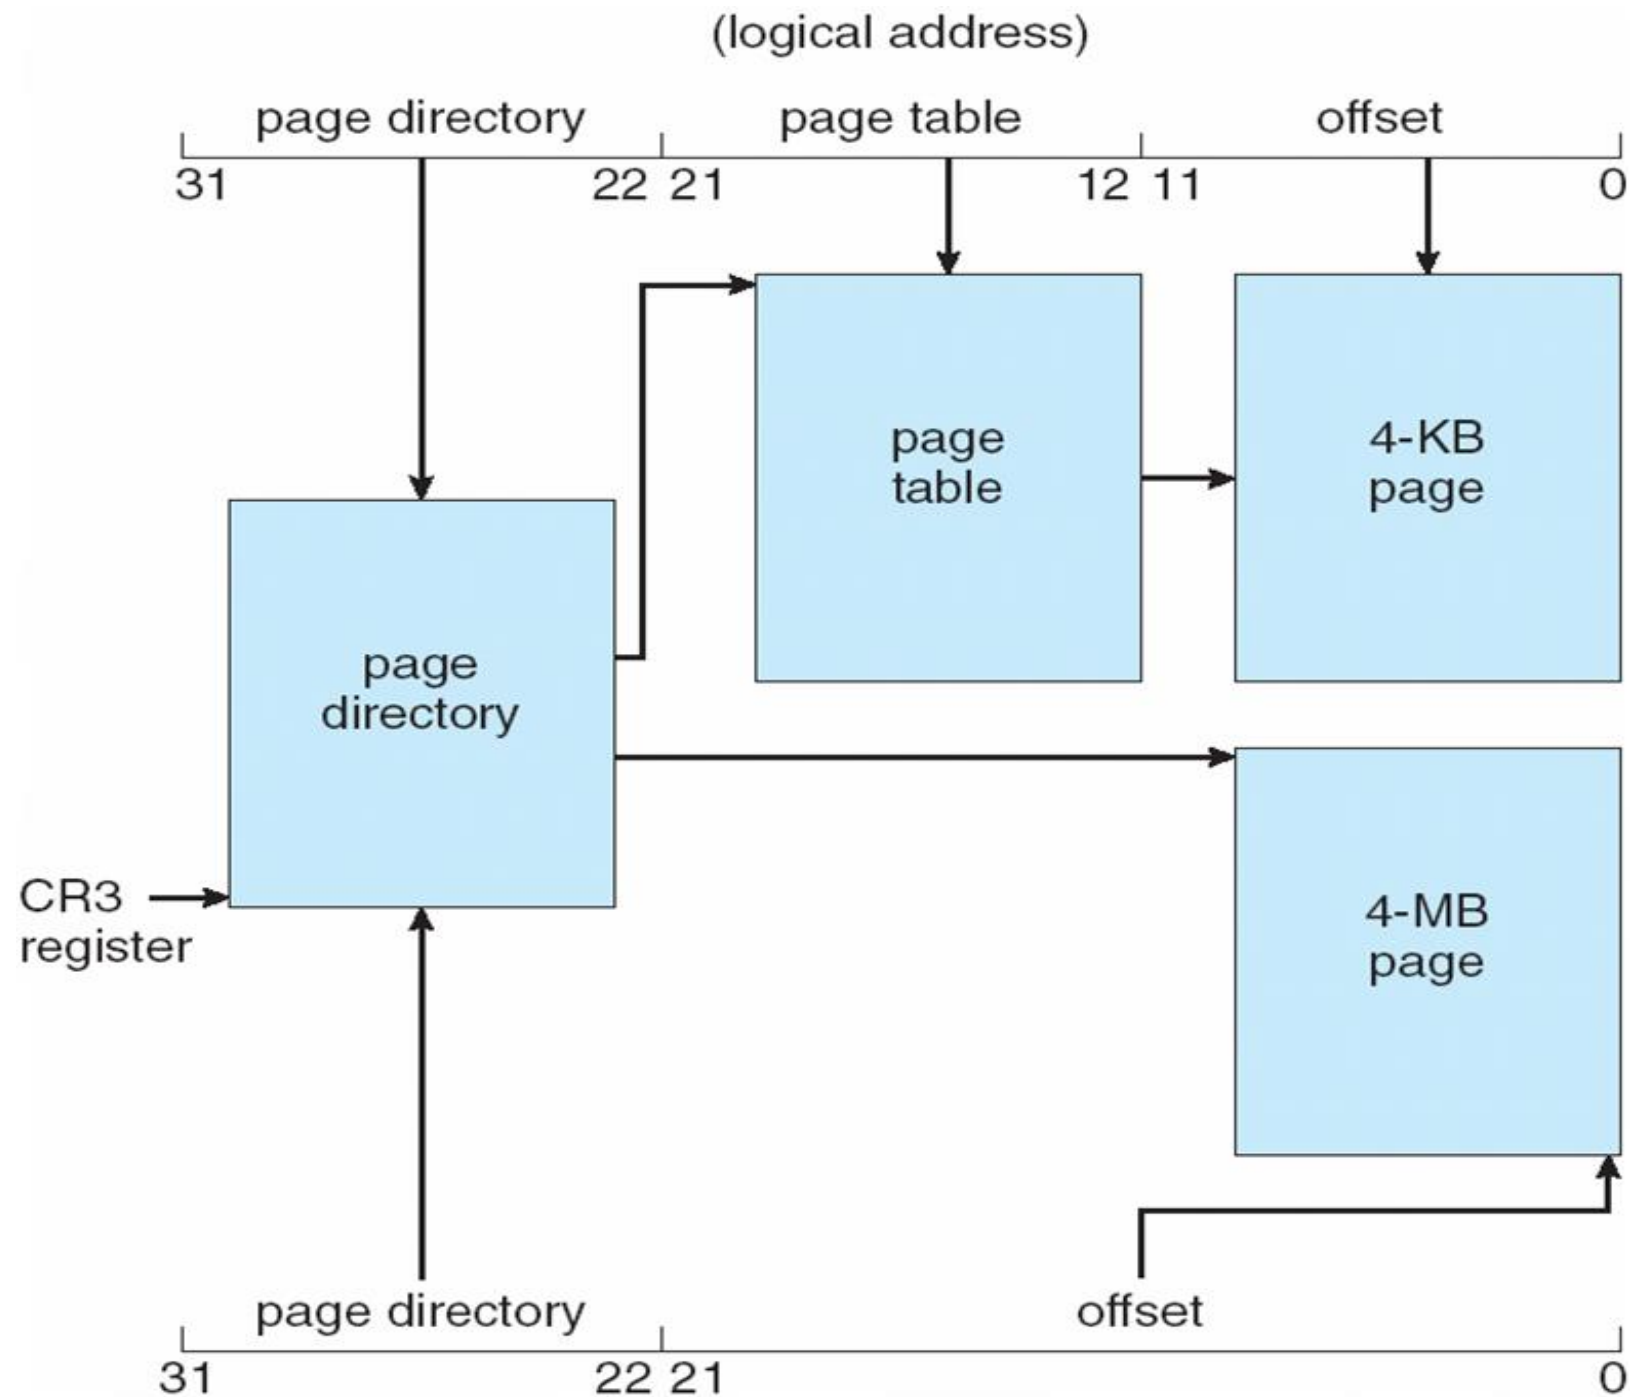 (logical address)
page directory page table offset
31 22 21 12 11 0
page
table
4-KB
page
page
directory
CR3
register
4-MB
page
page directory offset
31 22 21 0